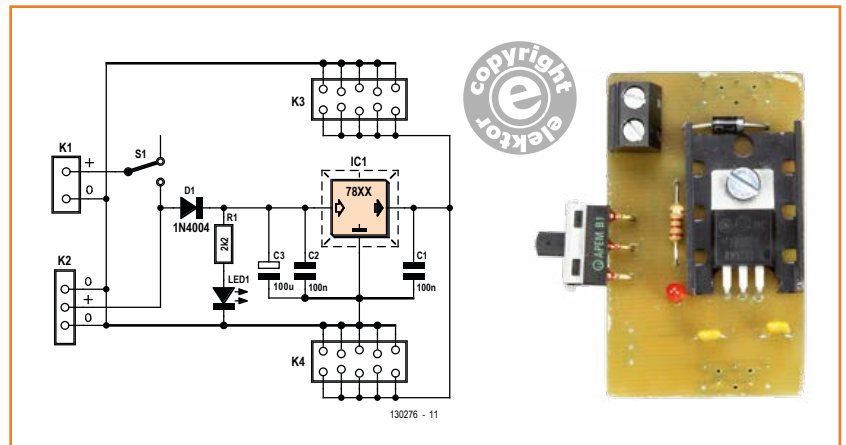 K3
K1
+
0
S1
D1
1N4004
R1
2k2
LED1
C3
100u
C2
100n
IC1
78XX
C1
100n
K2
0
+
0
K4
130276 - 11
copyright
e
elektor
APEM B1